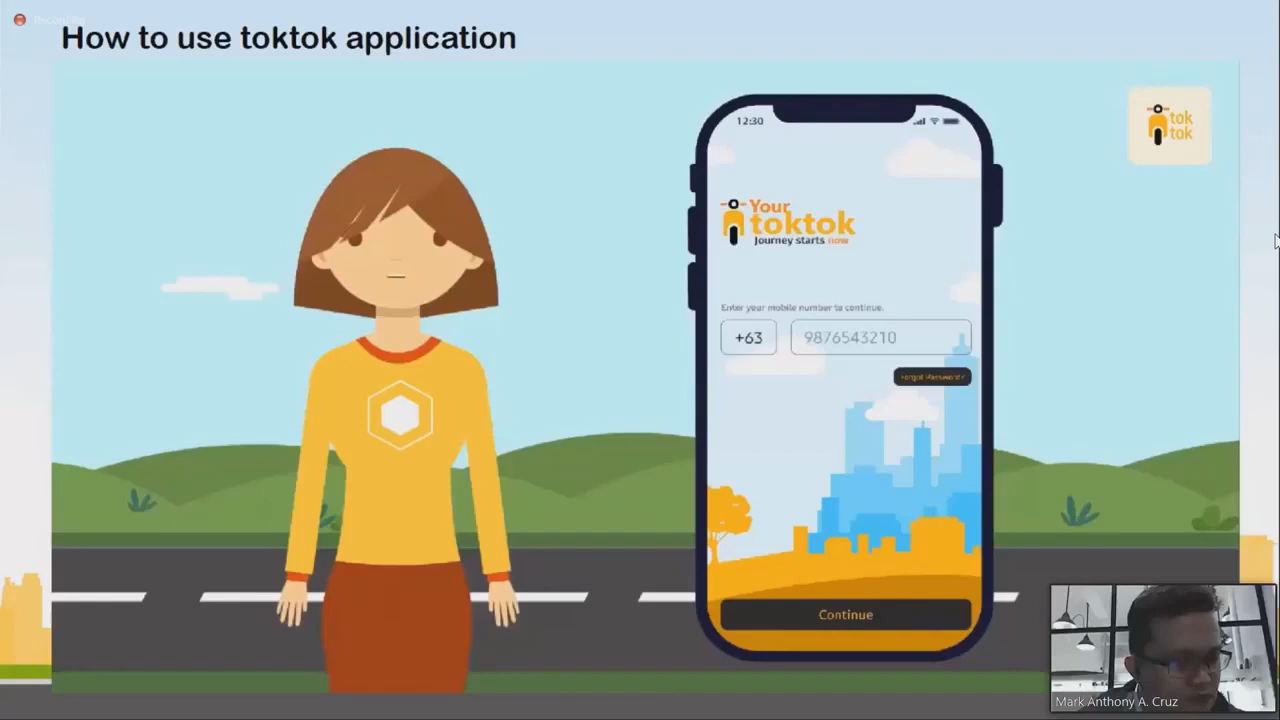 How to use toktok application
12:30
tok
tok
Your
toktok
Journey starts now
Enter your mobile number to continue.
+63
9876543210
Forgot Password?
Continue
Mark Anthony A. Cruz